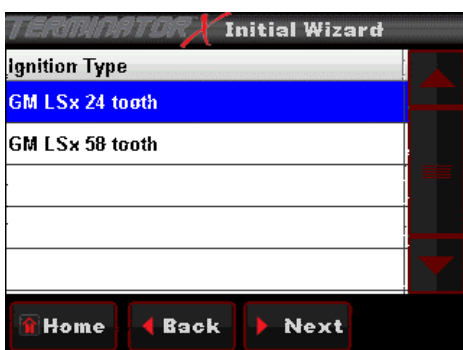 TERMINATOR X Initial Wizard
Ignition Type
GM LSx 24 tooth
GM LSx 58 tooth
Home Back Next